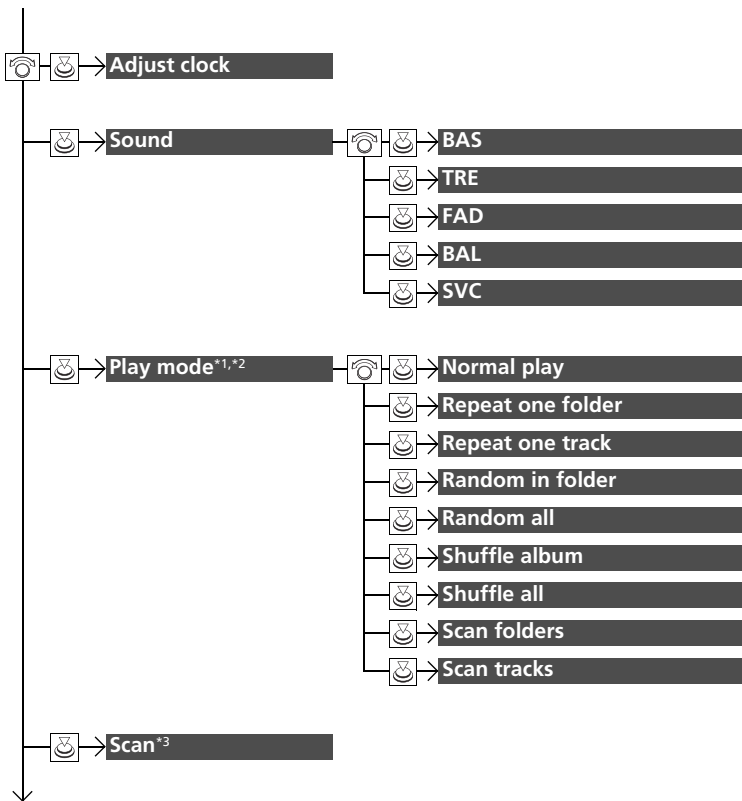 Adjust clock
Sound
BAS
TRE
FAD
BAL
SVC
Play mode*1,*2
Normal play
Repeat one folder
Repeat one track
Random in folder
Random all
Shuffle album
Shuffle all
Scan folders
Scan tracks
Scan*3